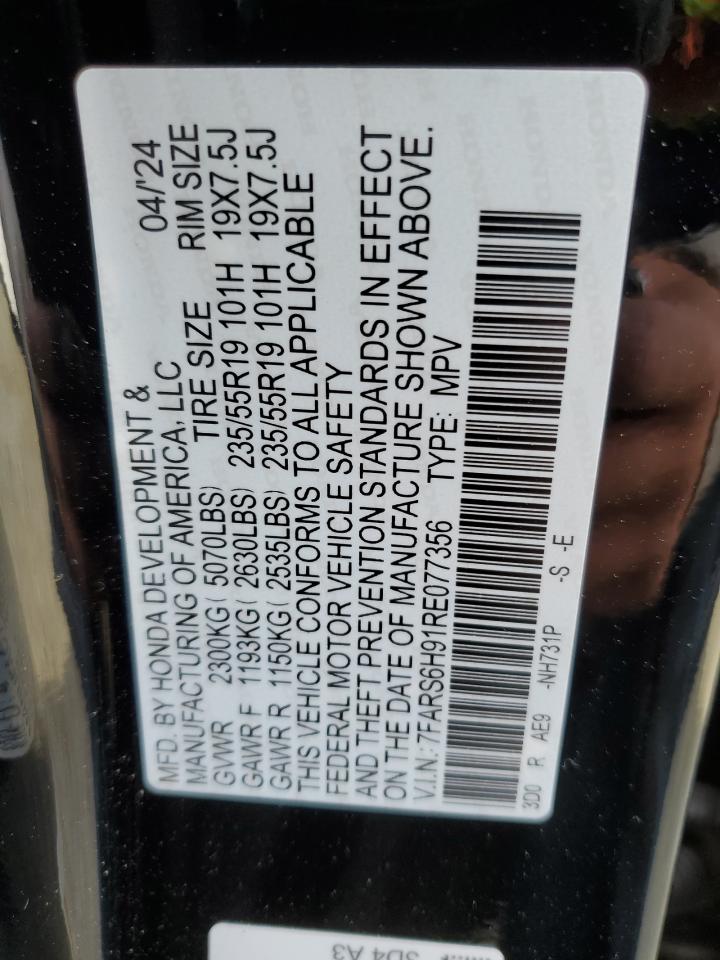 MFD. BY HONDA DEVELOPMENT & 04/'24
MANUFACTURING OF AMERICA, LLC TIRE SIZE RIM SIZE
GVWR 2300KG( 5070LBS)
GAWR F 1193KG( 2630LBS) 235/55R19 101H 19X7.5J
GAWR R 1150KG( 2535LBS) 235/55R19 101H 19X7.5J
THIS VEHICLE CONFORMS TO ALL APPLICABLE
FEDERAL MOTOR VEHICLE SAFETY
AND THEFT PREVENTION STANDARDS IN EFFECT
ON THE DATE OF MANUFACTURE SHOWN ABOVE.
V.I.N.: 7FARS6H91RE077356 TYPE: MPV
3D0 R AE9 -NH731P -S -E
3D4 A3